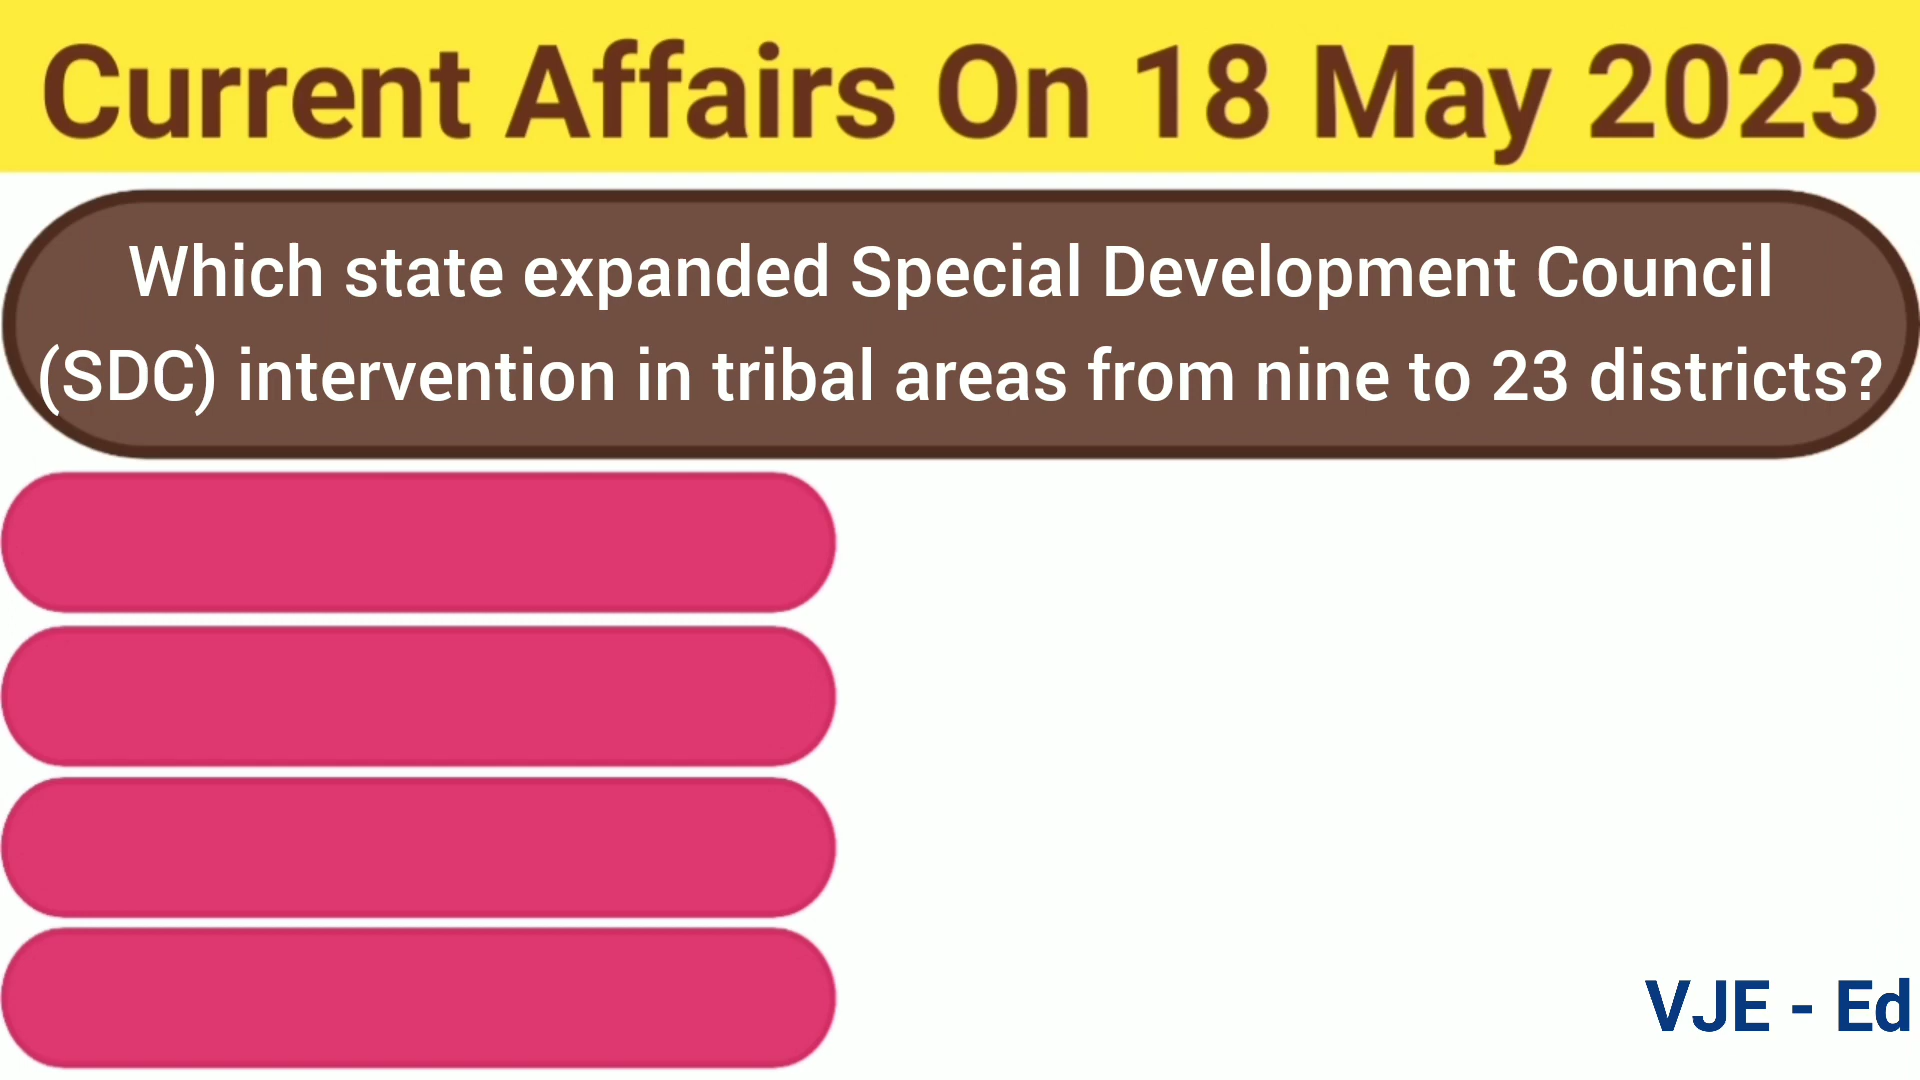 Current Affairs On 18 May 2023
Which state expanded Special Development Council
(SDC) intervention in tribal areas from nine to 23 districts?
VJE - Ed